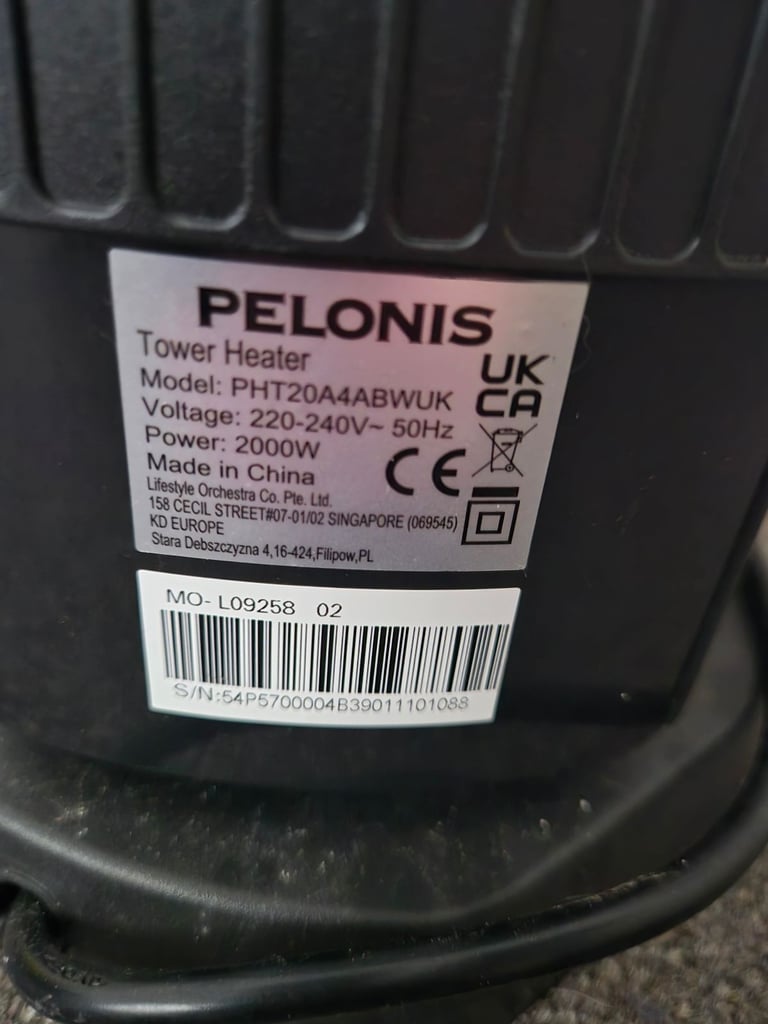 PELONIS
Tower Heater
Model: PHT20A4ABWUK
Voltage: 220-240V~ 50Hz
Power: 2000W
Made in China
Lifestyle Orchestra Co. Pte. Ltd.
158 CECIL STREET#07-01/02 SINGAPORE (069545)
KD EUROPE
Stara Debszczyzna 4,16-424,Filipow,PL
UK
CA
CE
MO- L09258 02
S/N:54P5700004B39011101088